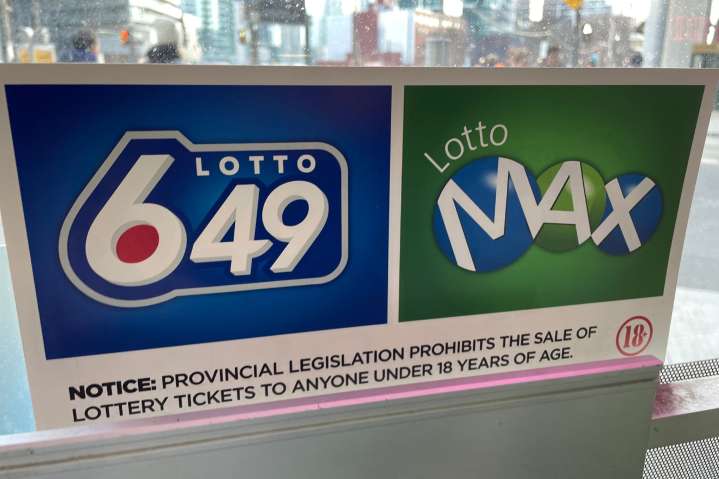 LOTTO
649
Lotto
MAX
18+
NOTICE: PROVINCIAL LEGISLATION PROHIBITS THE SALE OF
LOTTERY TICKETS TO ANYONE UNDER 18 YEARS OF AGE.